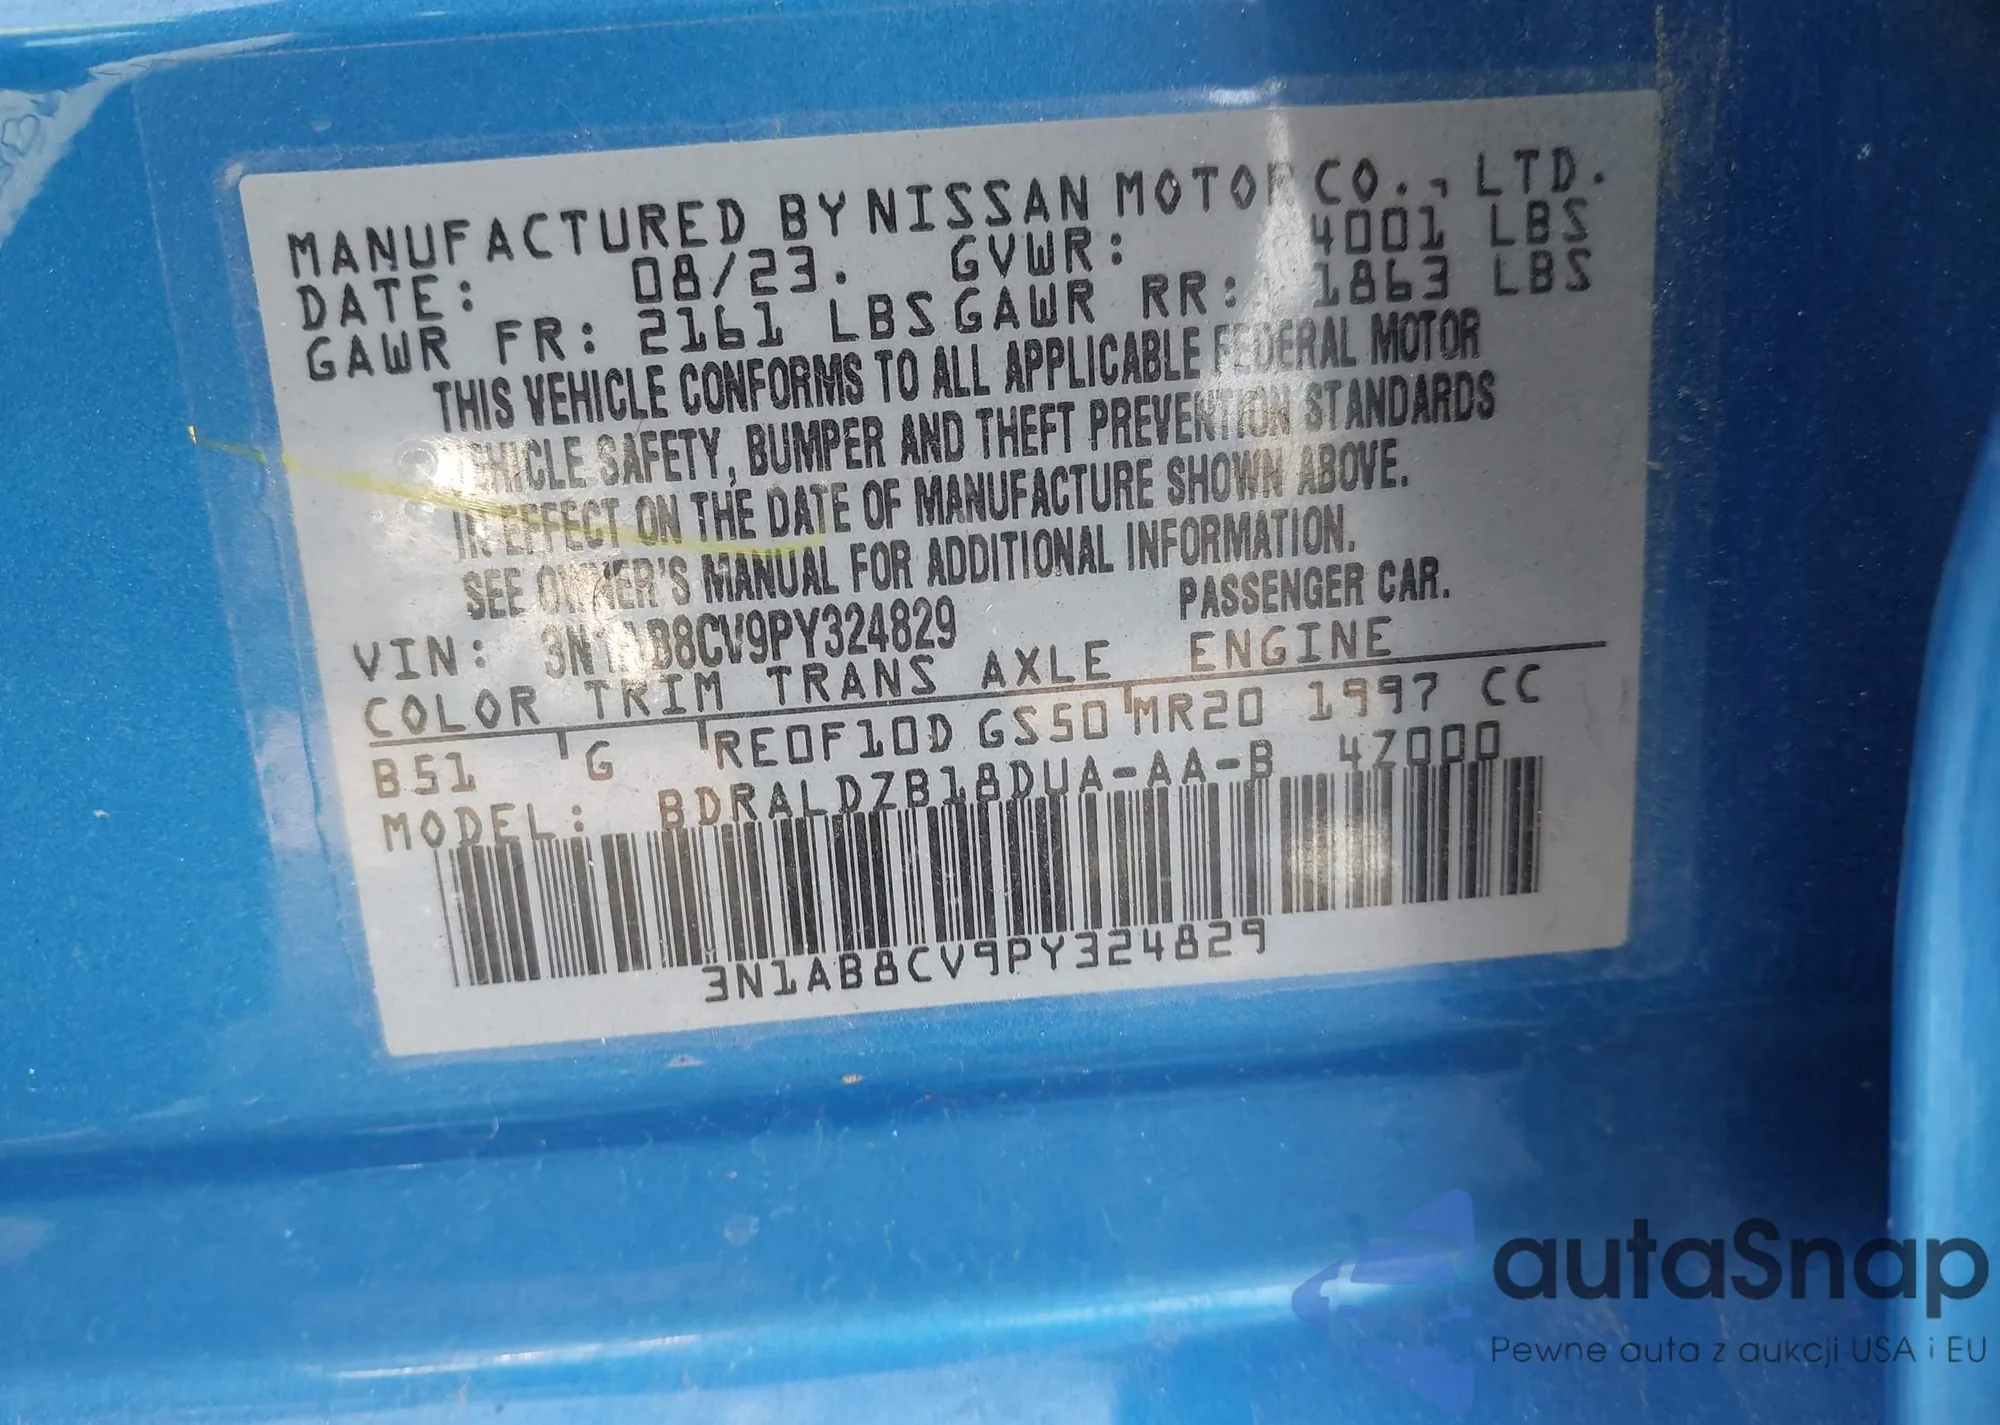 MANUFACTURED BY NISSAN MOTOR CO., LTD.
DATE: 08/23. GVWR: 4001 LBS
GAWR FR: 2161 LBS GAWR RR: 1863 LBS
THIS VEHICLE CONFORMS TO ALL APPLICABLE FEDERAL MOTOR
VEHICLE SAFETY, BUMPER AND THEFT PREVENTION STANDARDS
IN EFFECT ON THE DATE OF MANUFACTURE SHOWN ABOVE.
SEE OWNER'S MANUAL FOR ADDITIONAL INFORMATION.
VIN: 3N1AB8CV9PY324829 PASSENGER CAR.
COLOR TRIM TRANS AXLE ENGINE
B51 G RE0F10D GS50 MR20 1997 CC
MODEL: BDRALDZB18DUA-AA-B 4Z000
3N1AB8CV9PY324829
autaSnap
Pewne auta z aukcji USA i EU